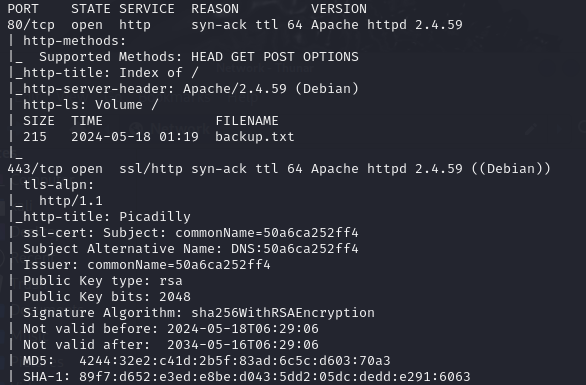 PORT    STATE SERVICE  REASON         VERSION
80/tcp  open  http     syn-ack ttl 64 Apache httpd 2.4.59
| http-methods:
|_  Supported Methods: HEAD GET POST OPTIONS
|_http-title: Index of /
|_http-server-header: Apache/2.4.59 (Debian)
| http-ls: Volume /
| SIZE  TIME              FILENAME
| 215   2024-05-18 01:19  backup.txt
|_
443/tcp open  ssl/http syn-ack ttl 64 Apache httpd 2.4.59 ((Debian))
| tls-alpn:
|_  http/1.1
|_http-title: Picadilly
| ssl-cert: Subject: commonName=50a6ca252ff4
| Subject Alternative Name: DNS:50a6ca252ff4
| Issuer: commonName=50a6ca252ff4
| Public Key type: rsa
| Public Key bits: 2048
| Signature Algorithm: sha256WithRSAEncryption
| Not valid before: 2024-05-18T06:29:06
| Not valid after:  2034-05-16T06:29:06
| MD5:   4244:32e2:c41d:2b5f:83ad:6c5c:d603:70a3
| SHA-1: 89f7:d652:e3ed:e8be:d043:5dd2:05dc:dedd:e291:6063